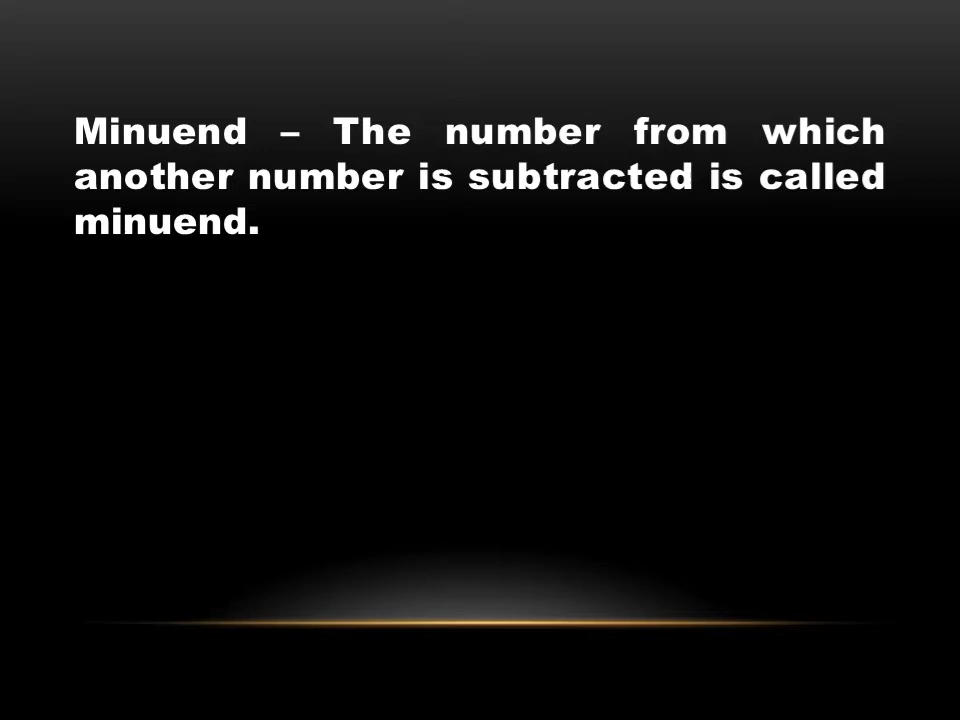 Minuend – The number from which
another number is subtracted is called
minuend.